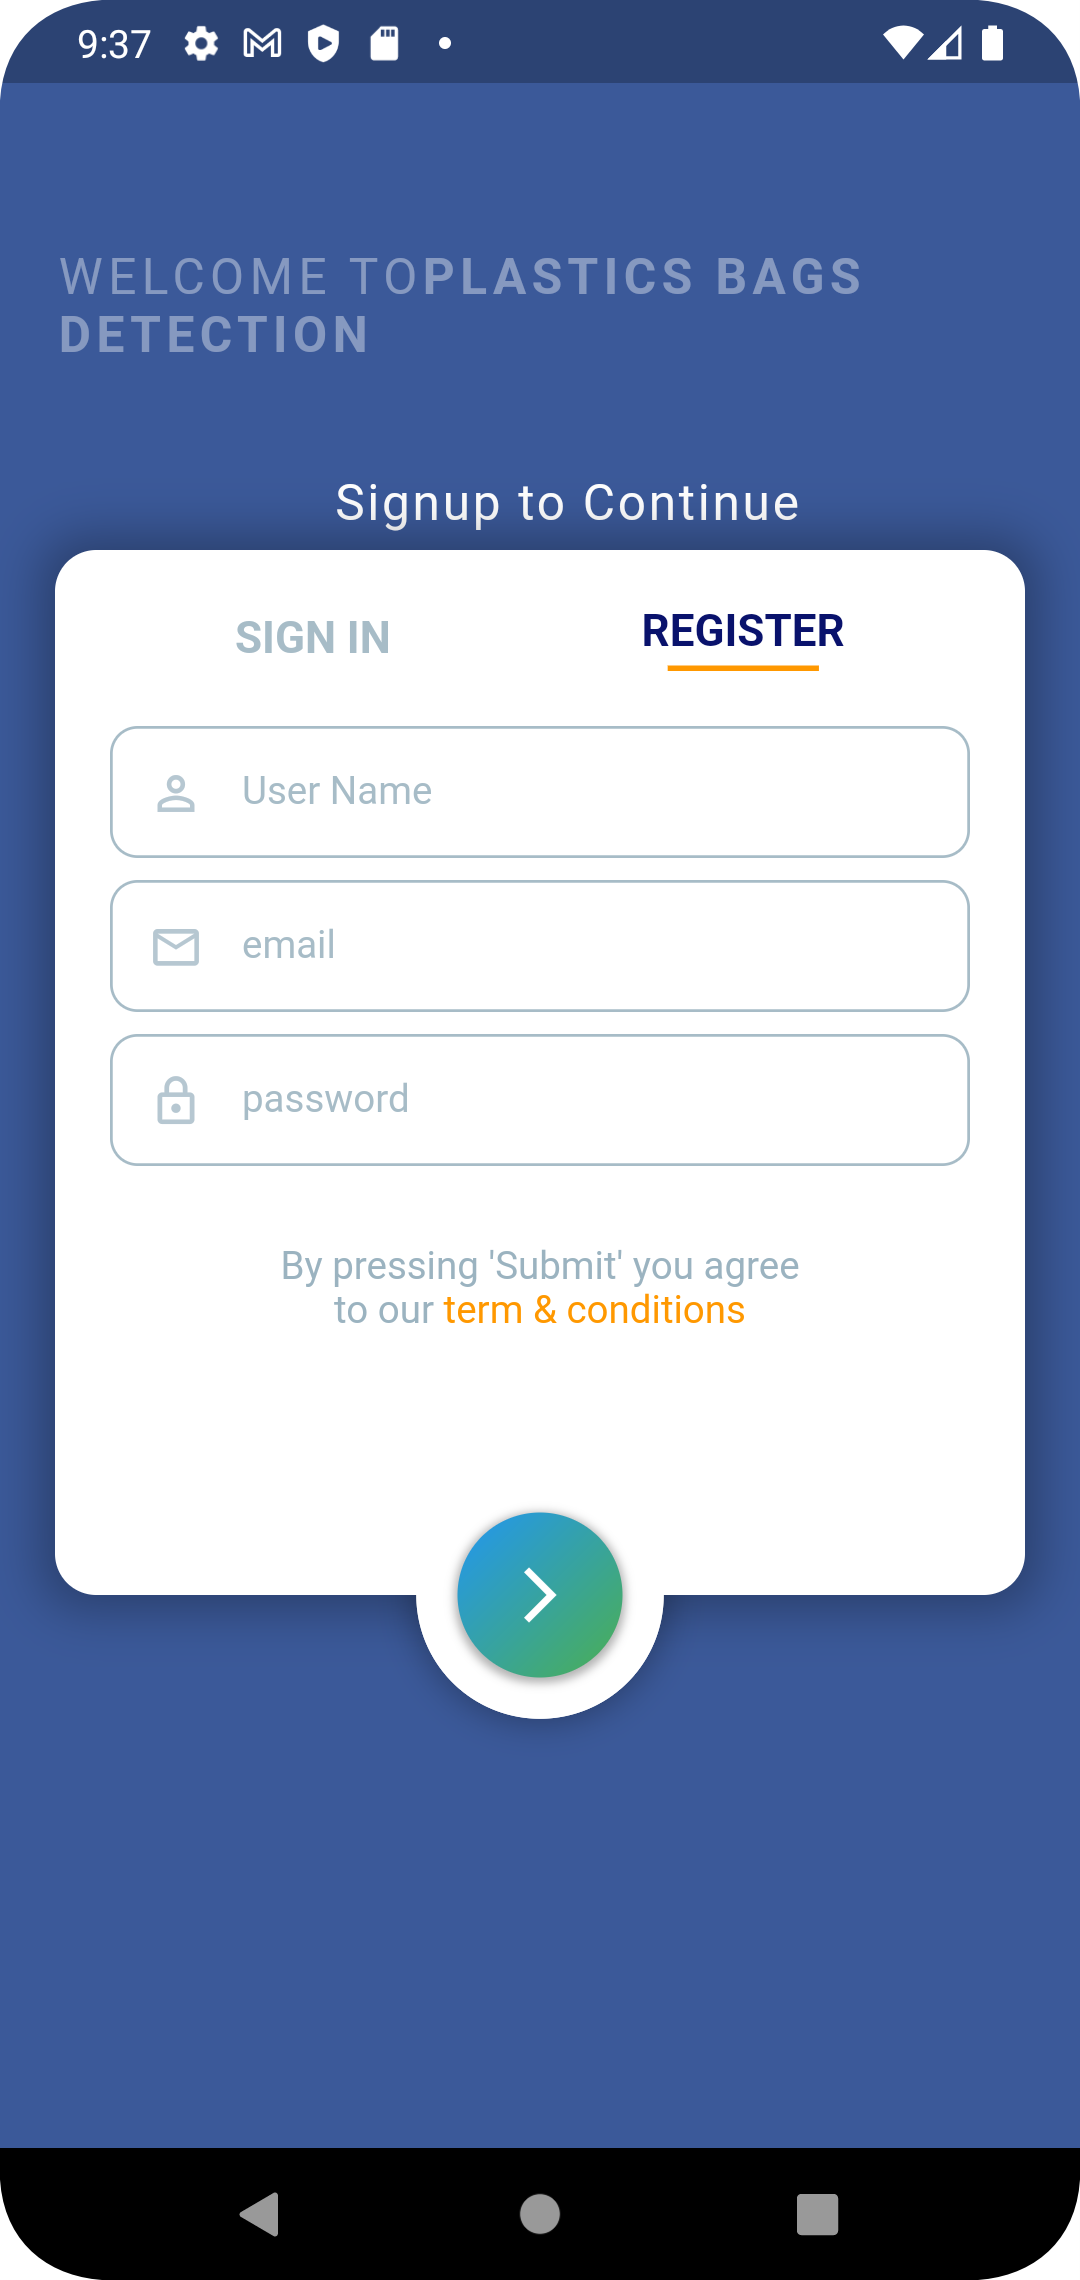 9:37
WELCOME TOPLASTICS BAGS
DETECTION
Signup to Continue
SIGN IN
REGISTER
User Name
email
password
By pressing 'Submit' you agree
to our term & conditions